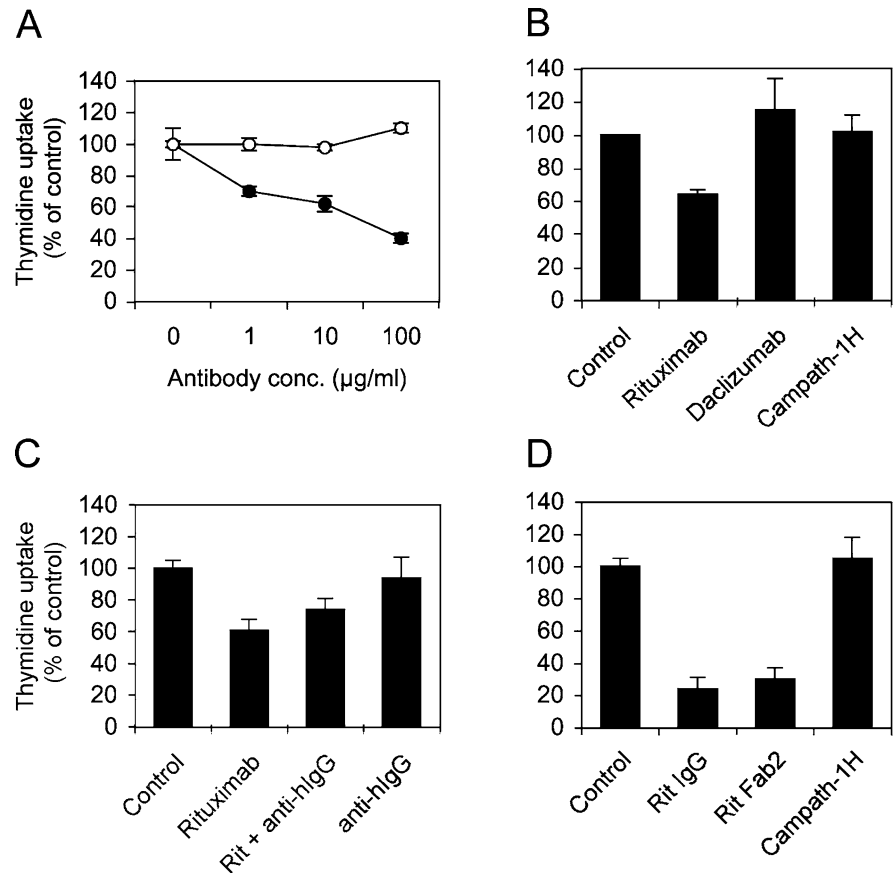 A
Thymidine uptake
(% of control)
140
120
100
80
60
40
20
0
0 1 10 100
Antibody conc. (µg/ml)
B
140
120
100
80
60
40
20
0
Control
Rituximab
Daclizumab
Campath-1H
C
Thymidine uptake
(% of control)
140
120
100
80
60
40
20
0
Control
Rituximab
Rit + anti-hIgG
anti-hIgG
D
140
120
100
80
60
40
20
0
Control
Rit IgG
Rit Fab2
Campath-1H